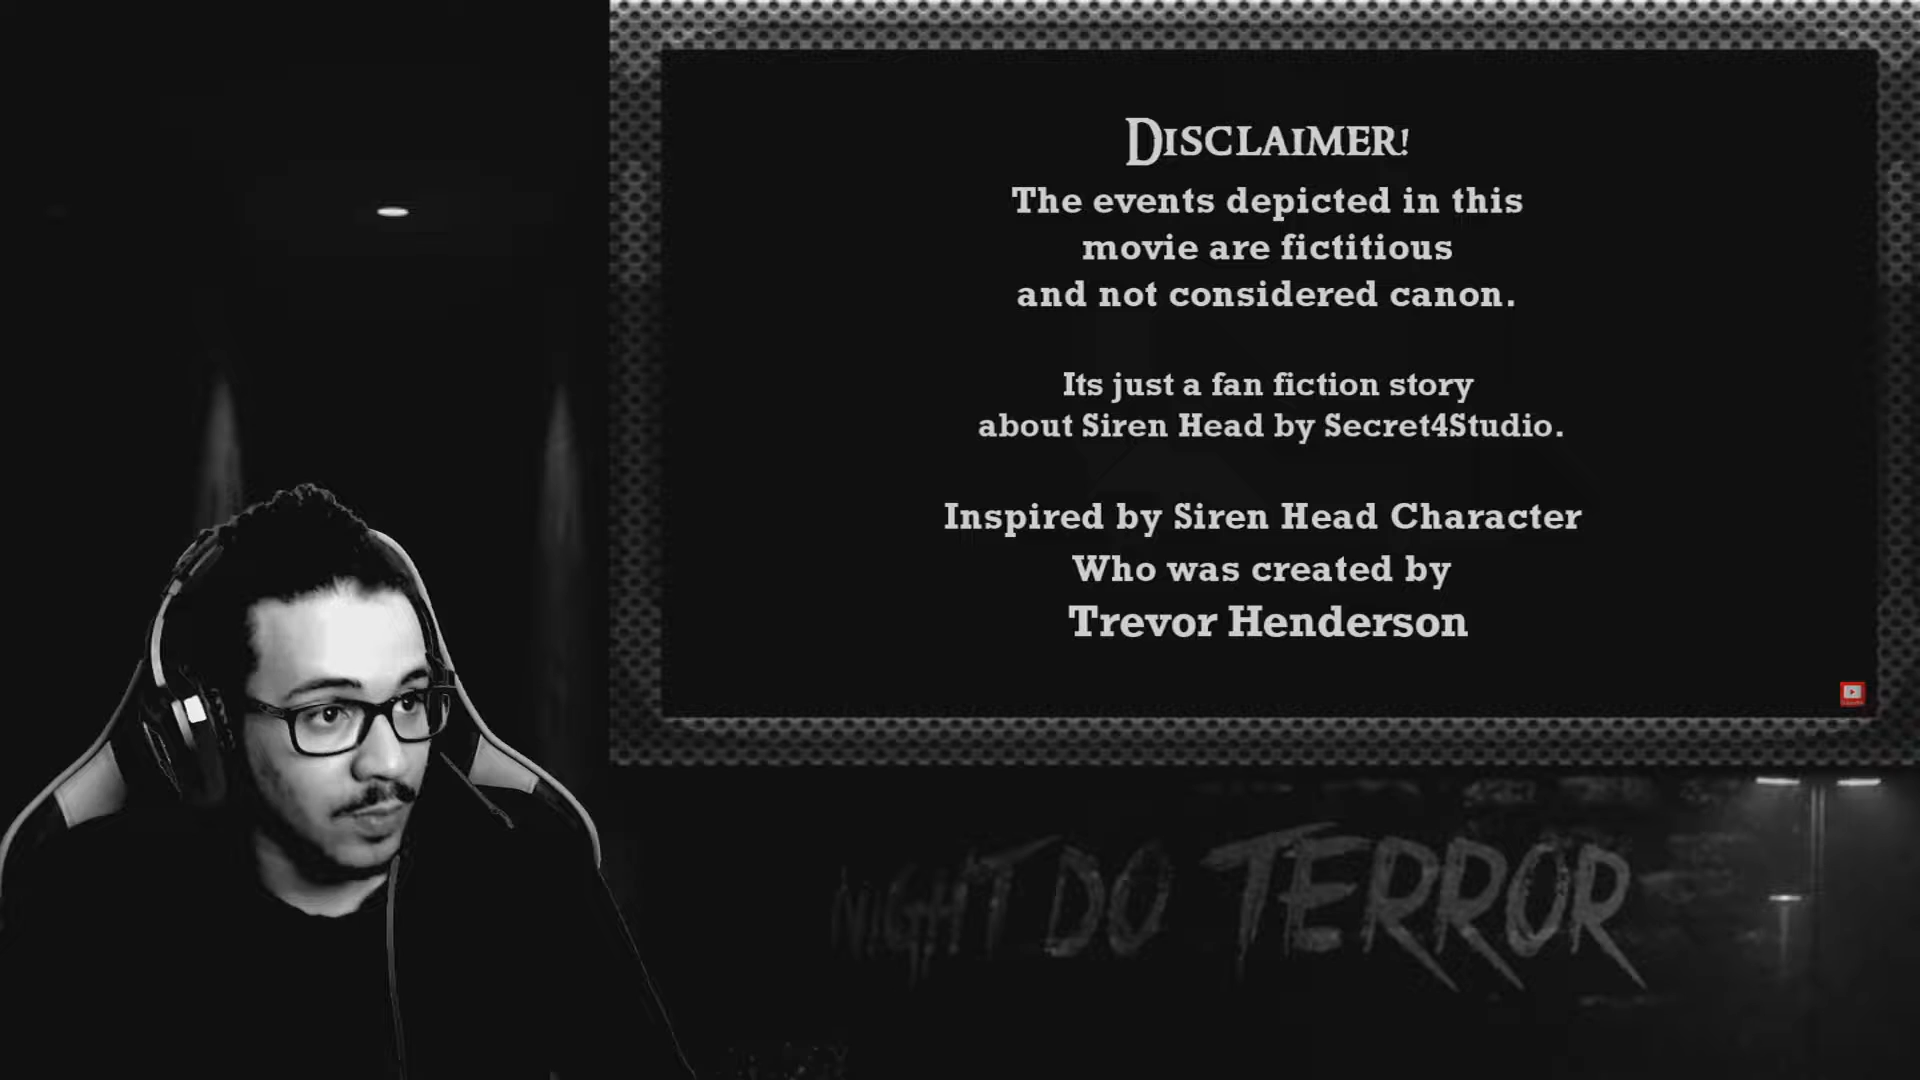 DISCLAIMER!
The events depicted in this
movie are fictitious
and not considered canon.
Its just a fan fiction story
about Siren Head by Secret4Studio.
Inspired by Siren Head Character
Who was created by
Trevor Henderson
NIGHT DO TERROR